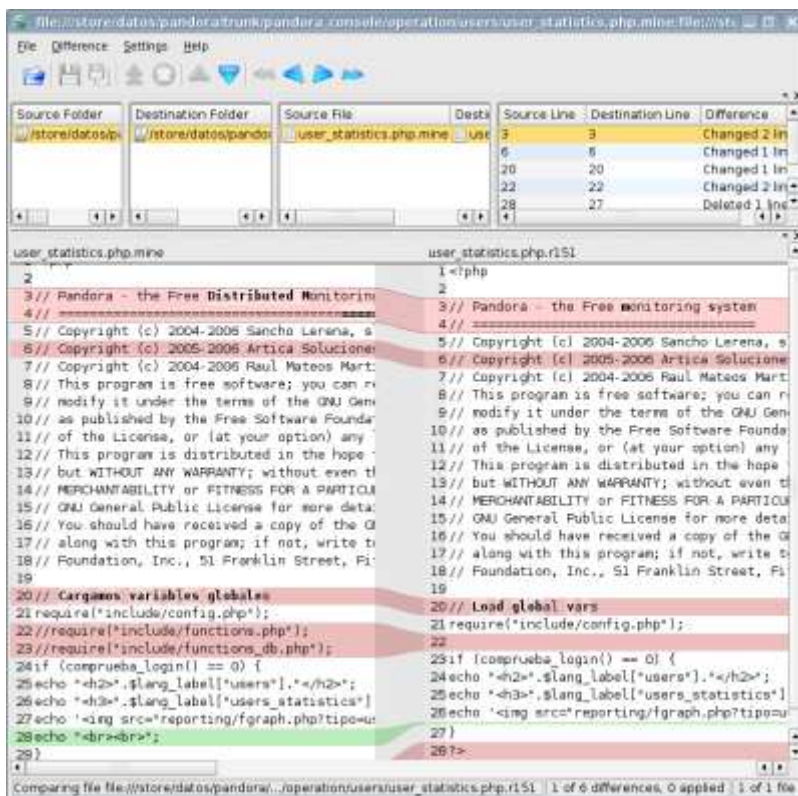 file:///store/datos/pandora/trunk/pandora_console/operation/users/user_statistics.php.mine:file:///sto
File Difference Settings Help
Source Folder
/store/datos/p
Destination Folder
/store/datos/pandor
Source File
user_statistics.php.mine
Desti
use
Source Line Destination Line Difference
3 3 Changed 2 lin
6 6 Changed 1 lin
20 20 Changed 1 lin
22 22 Changed 2 lin
28 27 Deleted 1 line
user_statistics.php.mine
2
3 // Pandora - the Free Distributed Monitoring
4 // ========================================
5 // Copyright (c) 2004-2006 Sancho Lerena, s
6 // Copyright (c) 2005-2006 Artica Solucione
7 // Copyright (c) 2004-2006 Raul Mateos Mart
8 // This program is free software; you can r
9 // modify it under the terms of the GNU Gen
10 // as published by the Free Software Founda
11 // of the License, or (at your option) any
12 // This program is distributed in the hope
13 // but WITHOUT ANY WARRANTY; without even th
14 // MERCHANTABILITY or FITNESS FOR A PARTICUL
15 // GNU General Public License for more detai
16 // You should have received a copy of the G
17 // along with this program; if not, write t
18 // Foundation, Inc., 51 Franklin Street, Fi
19
20 // Cargamos variables globales
21 require("include/config.php");
22 //require("include/functions.php");
23 //require("include/functions_db.php");
24 if (comprueba_login() == 0) {
25 echo "<h2>".$lang_label["users"]."</h2>";
26 echo "<h3>".$lang_label["users_statistics"]
27 echo '<img src="reporting/fgraph.php?tipo=us
28 echo "<br><br>";
29 }
user_statistics.php.r151
1 <?php
2
3 // Pandora - the Free monitoring system
4 // ====================================
5 // Copyright (c) 2004-2006 Sancho Lerena, s
6 // Copyright (c) 2005-2006 Artica Solucione
7 // Copyright (c) 2004-2006 Raul Mateos Mart
8 // This program is free software; you can r
9 // modify it under the terms of the GNU Gen
10 // as published by the Free Software Founda
11 // of the License, or (at your option) any
12 // This program is distributed in the hope
13 // but WITHOUT ANY WARRANTY; without even t
14 // MERCHANTABILITY or FITNESS FOR A PARTICU
15 // GNU General Public License for more deta
16 // You should have received a copy of the G
17 // along with this program; if not, write t
18 // Foundation, Inc., 51 Franklin Street, Fi
19
20 // Load global vars
21 require("include/config.php");
22
23 if (comprueba_login() == 0) {
24 echo "<h2>".$lang_label["users"]."</h2>";
25 echo "<h3>".$lang_label["users_statistics"]
26 echo '<img src="reporting/fgraph.php?tipo=u
27 }
28 ?>
Comparing file file:///store/datos/pandora/.../operation/users/user_statistics.php.r151 1 of 6 differences, 0 applied 1 of 1 file